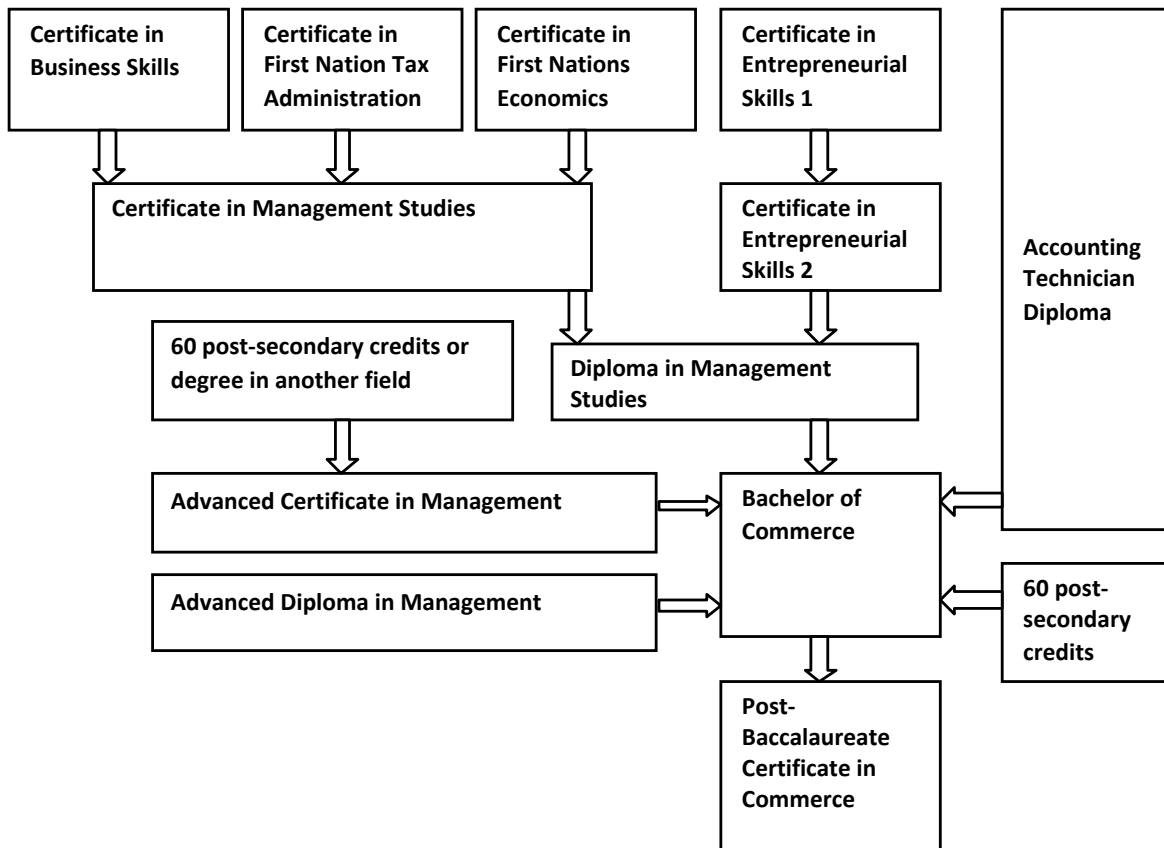 Certificate in
Business Skills
Certificate in
First Nation Tax
Administration
Certificate in
First Nations
Economics
Certificate in
Entrepreneurial
Skills 1
Certificate in Management Studies
Certificate in
Entrepreneurial
Skills 2
Accounting
Technician
Diploma
60 post-secondary credits or
degree in another field
Diploma in Management
Studies
Advanced Certificate in Management
Bachelor of
Commerce
Advanced Diploma in Management
60 post-
secondary
credits
Post-
Baccalaureate
Certificate in
Commerce